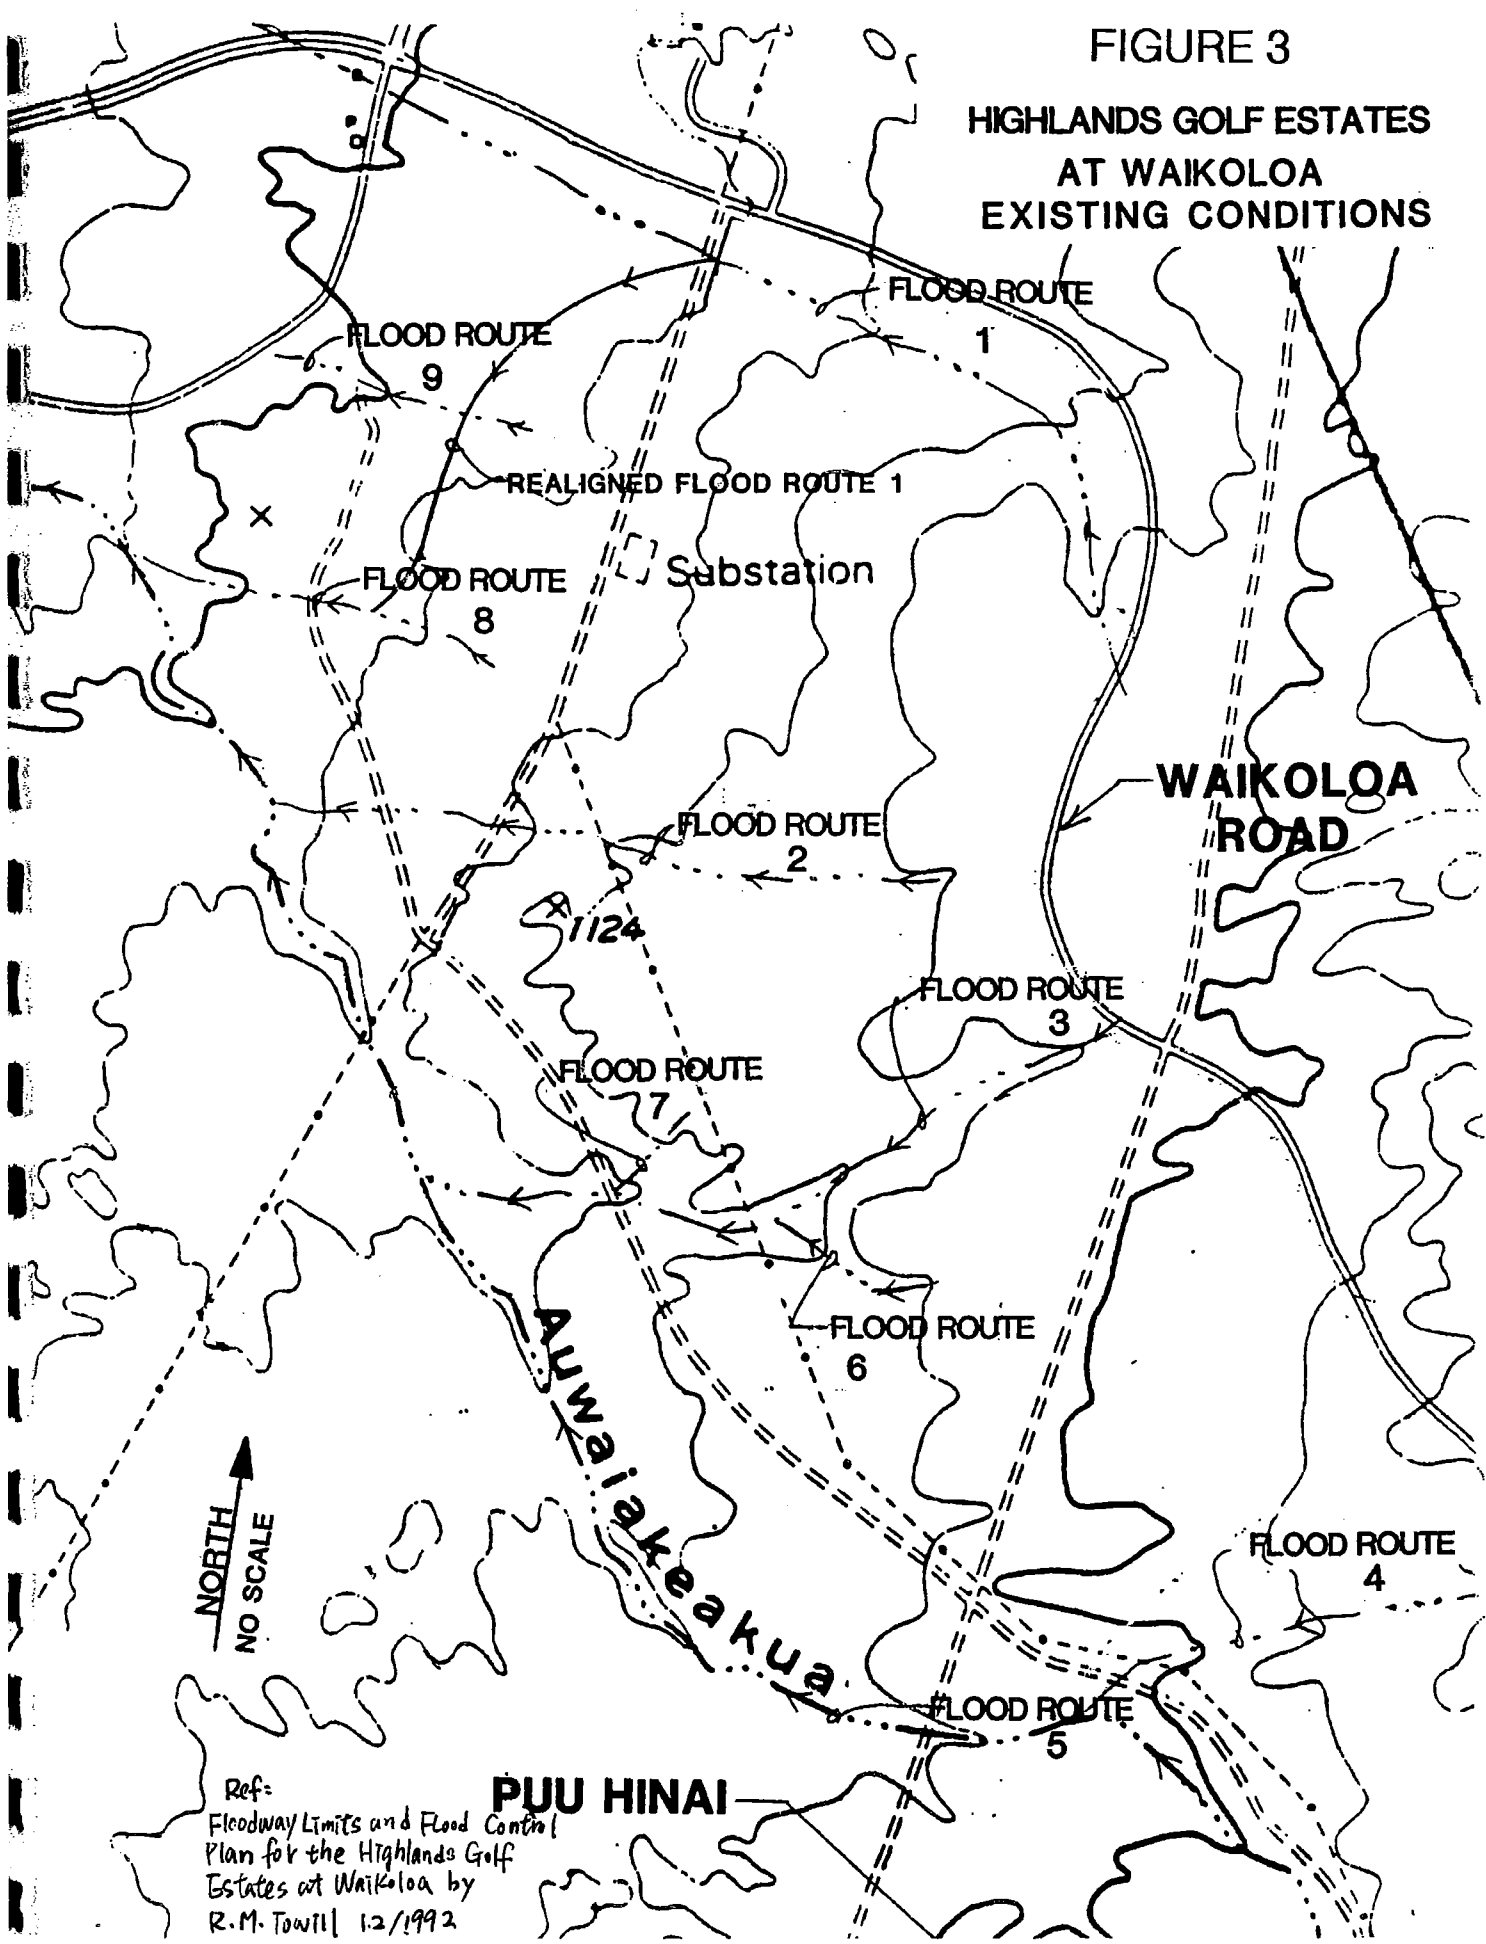 FIGURE 3
HIGHLANDS GOLF ESTATES
AT WAIKOLOA
EXISTING CONDITIONS
FLOOD ROUTE
1
FLOOD ROUTE
9
REALIGNED FLOOD ROUTE 1
Substation
FLOOD ROUTE
8
WAIKOLOA
ROAD
FLOOD ROUTE
2
1124
FLOOD ROUTE
3
FLOOD ROUTE
7
FLOOD ROUTE
6
Auwaiakeakua
NORTH
NO SCALE
FLOOD ROUTE
4
FLOOD ROUTE
5
PUU HINAI
Ref:
Floodway Limits and Flood Control
Plan for the Highlands Golf
Estates at Waikoloa by
R.M. Towill 12/1992